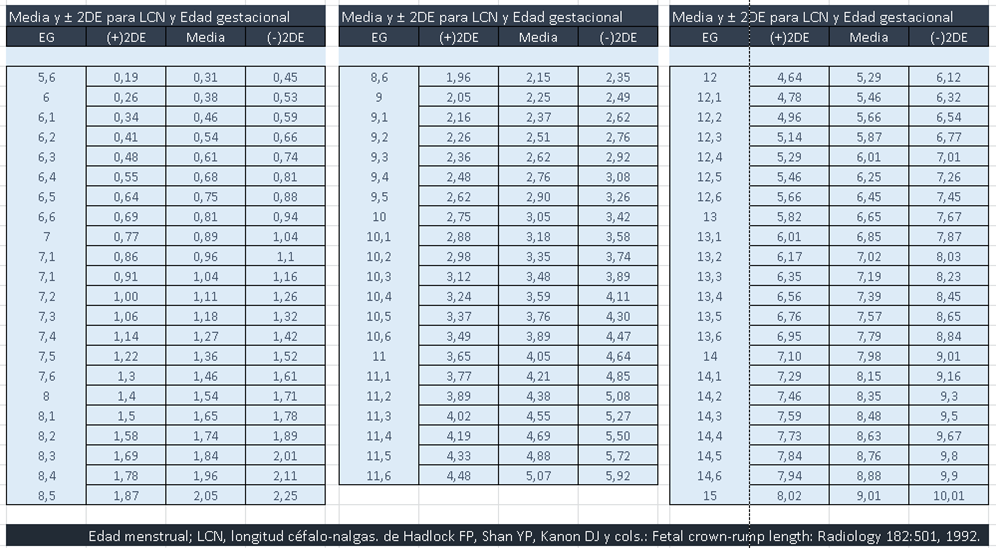 Media y ± 2DE para LCN y Edad gestacional
EG (+)2DE Media (-)2DE
5,6 0,19 0,31 0,45
6 0,26 0,38 0,53
6,1 0,34 0,46 0,59
6,2 0,41 0,54 0,66
6,3 0,48 0,61 0,74
6,4 0,55 0,68 0,81
6,5 0,64 0,75 0,88
6,6 0,69 0,81 0,94
7 0,77 0,89 1,04
7,1 0,86 0,96 1,1
7,1 0,91 1,04 1,16
7,2 1,00 1,11 1,26
7,3 1,06 1,18 1,32
7,4 1,14 1,27 1,42
7,5 1,22 1,36 1,52
7,6 1,3 1,46 1,61
8 1,4 1,54 1,71
8,1 1,5 1,65 1,78
8,2 1,58 1,74 1,89
8,3 1,69 1,84 2,01
8,4 1,78 1,96 2,11
8,5 1,87 2,05 2,25
Media y ± 2DE para LCN y Edad gestacional
EG (+)2DE Media (-)2DE
8,6 1,96 2,15 2,35
9 2,05 2,25 2,49
9,1 2,16 2,37 2,62
9,2 2,26 2,51 2,76
9,3 2,36 2,62 2,92
9,4 2,48 2,76 3,08
9,5 2,62 2,90 3,26
10 2,75 3,05 3,42
10,1 2,88 3,18 3,58
10,2 2,98 3,35 3,74
10,3 3,12 3,48 3,89
10,4 3,24 3,59 4,11
10,5 3,37 3,76 4,30
10,6 3,49 3,89 4,47
11 3,65 4,05 4,64
11,1 3,77 4,21 4,85
11,2 3,89 4,38 5,08
11,3 4,02 4,55 5,27
11,4 4,19 4,69 5,50
11,5 4,33 4,88 5,72
11,6 4,48 5,07 5,92
Media y ± 2DE para LCN y Edad gestacional
EG (+)2DE Media (-)2DE
12 4,64 5,29 6,12
12,1 4,78 5,46 6,32
12,2 4,96 5,66 6,54
12,3 5,14 5,87 6,77
12,4 5,29 6,01 7,01
12,5 5,46 6,25 7,26
12,6 5,66 6,45 7,45
13 5,82 6,65 7,67
13,1 6,01 6,85 7,87
13,2 6,17 7,02 8,03
13,3 6,35 7,19 8,23
13,4 6,56 7,39 8,45
13,5 6,76 7,57 8,65
13,6 6,95 7,79 8,84
14 7,10 7,98 9,01
14,1 7,29 8,15 9,16
14,2 7,46 8,35 9,3
14,3 7,59 8,48 9,5
14,4 7,73 8,63 9,67
14,5 7,84 8,76 9,8
14,6 7,94 8,88 9,9
15 8,02 9,01 10,01
Edad menstrual; LCN, longitud céfalo-nalgas. de Hadlock FP, Shan YP, Kanon DJ y cols.: Fetal crown-rump length: Radiology 182:501, 1992.